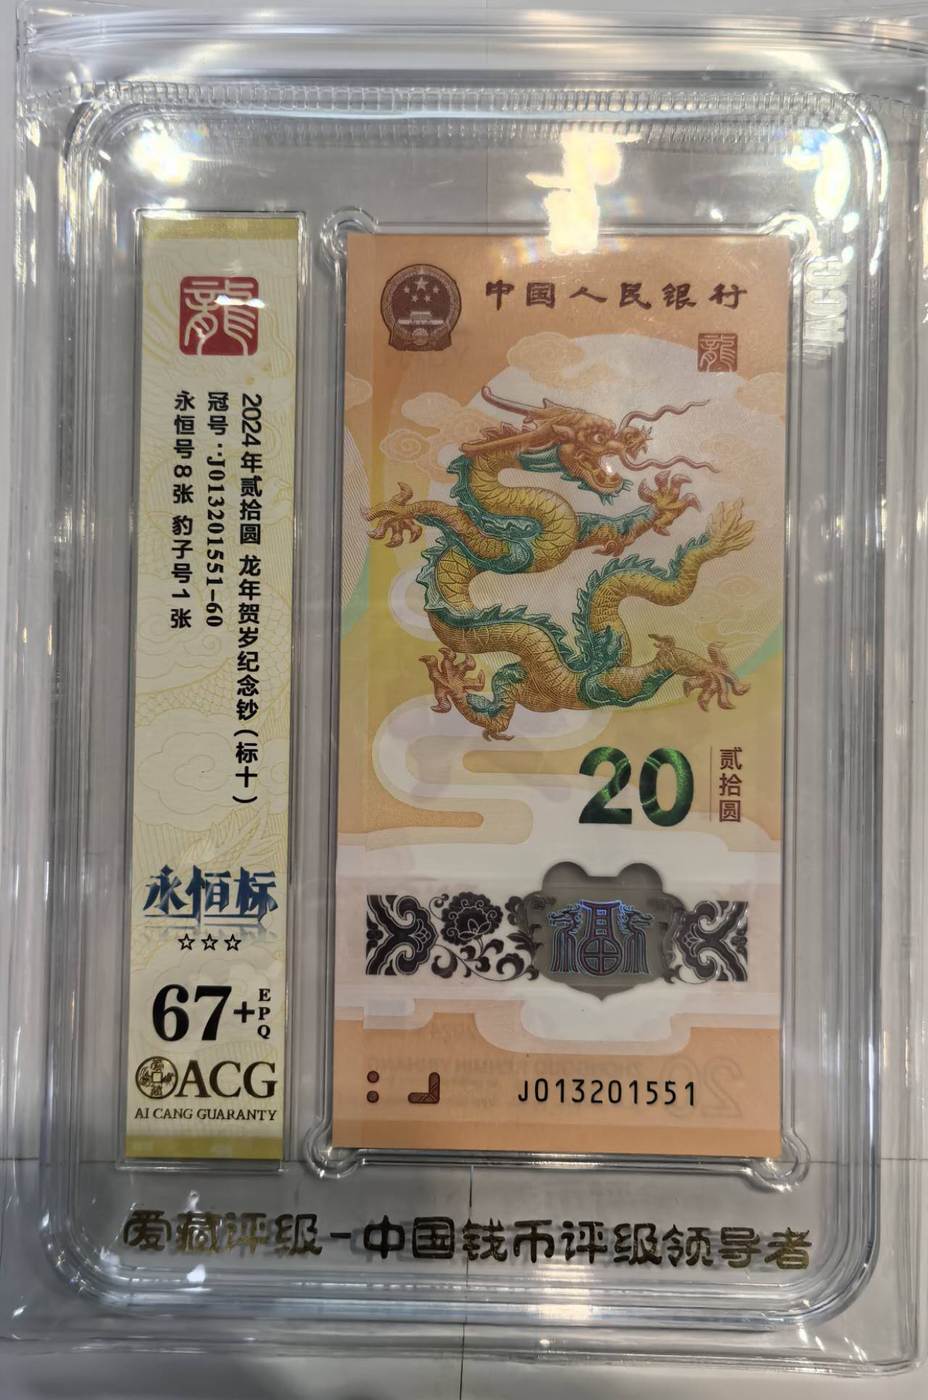 龍
2024年贰拾圆 龙年贺岁纪念钞(标十)
冠号:J013201551-60
永恒号8张 豹子号1张
永恒标
☆☆☆
67+EPQ
ACG
AI CANG GUARANTY
中国人民银行
龍
20
贰拾圆
福
J013201551
爱藏评级-中国钱币评级领导者
ACG